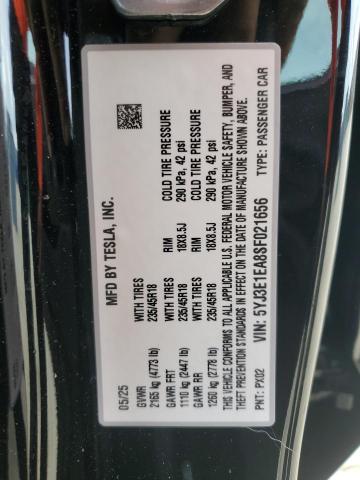 MFD BY TESLA, INC.
05/25
GVWR
2165 kg (4773 lb)
WITH TIRES
235/45R18
RIM
18X8.5J
COLD TIRE PRESSURE
290 kPa, 42 psi
GAWR FRT
1110 kg (2447 lb)
WITH TIRES
235/45R18
RIM
18X8.5J
COLD TIRE PRESSURE
290 kPa, 42 psi
GAWR RR
1260 kg (2778 lb)
THIS VEHICLE CONFORMS TO ALL APPLICABLE U.S. FEDERAL MOTOR VEHICLE SAFETY, BUMPER, AND
THEFT PREVENTION STANDARDS IN EFFECT ON THE DATE OF MANUFACTURE SHOWN ABOVE.
VIN: 5YJ3E1EA8SF021656
TYPE: PASSENGER CAR
PNT: PX02